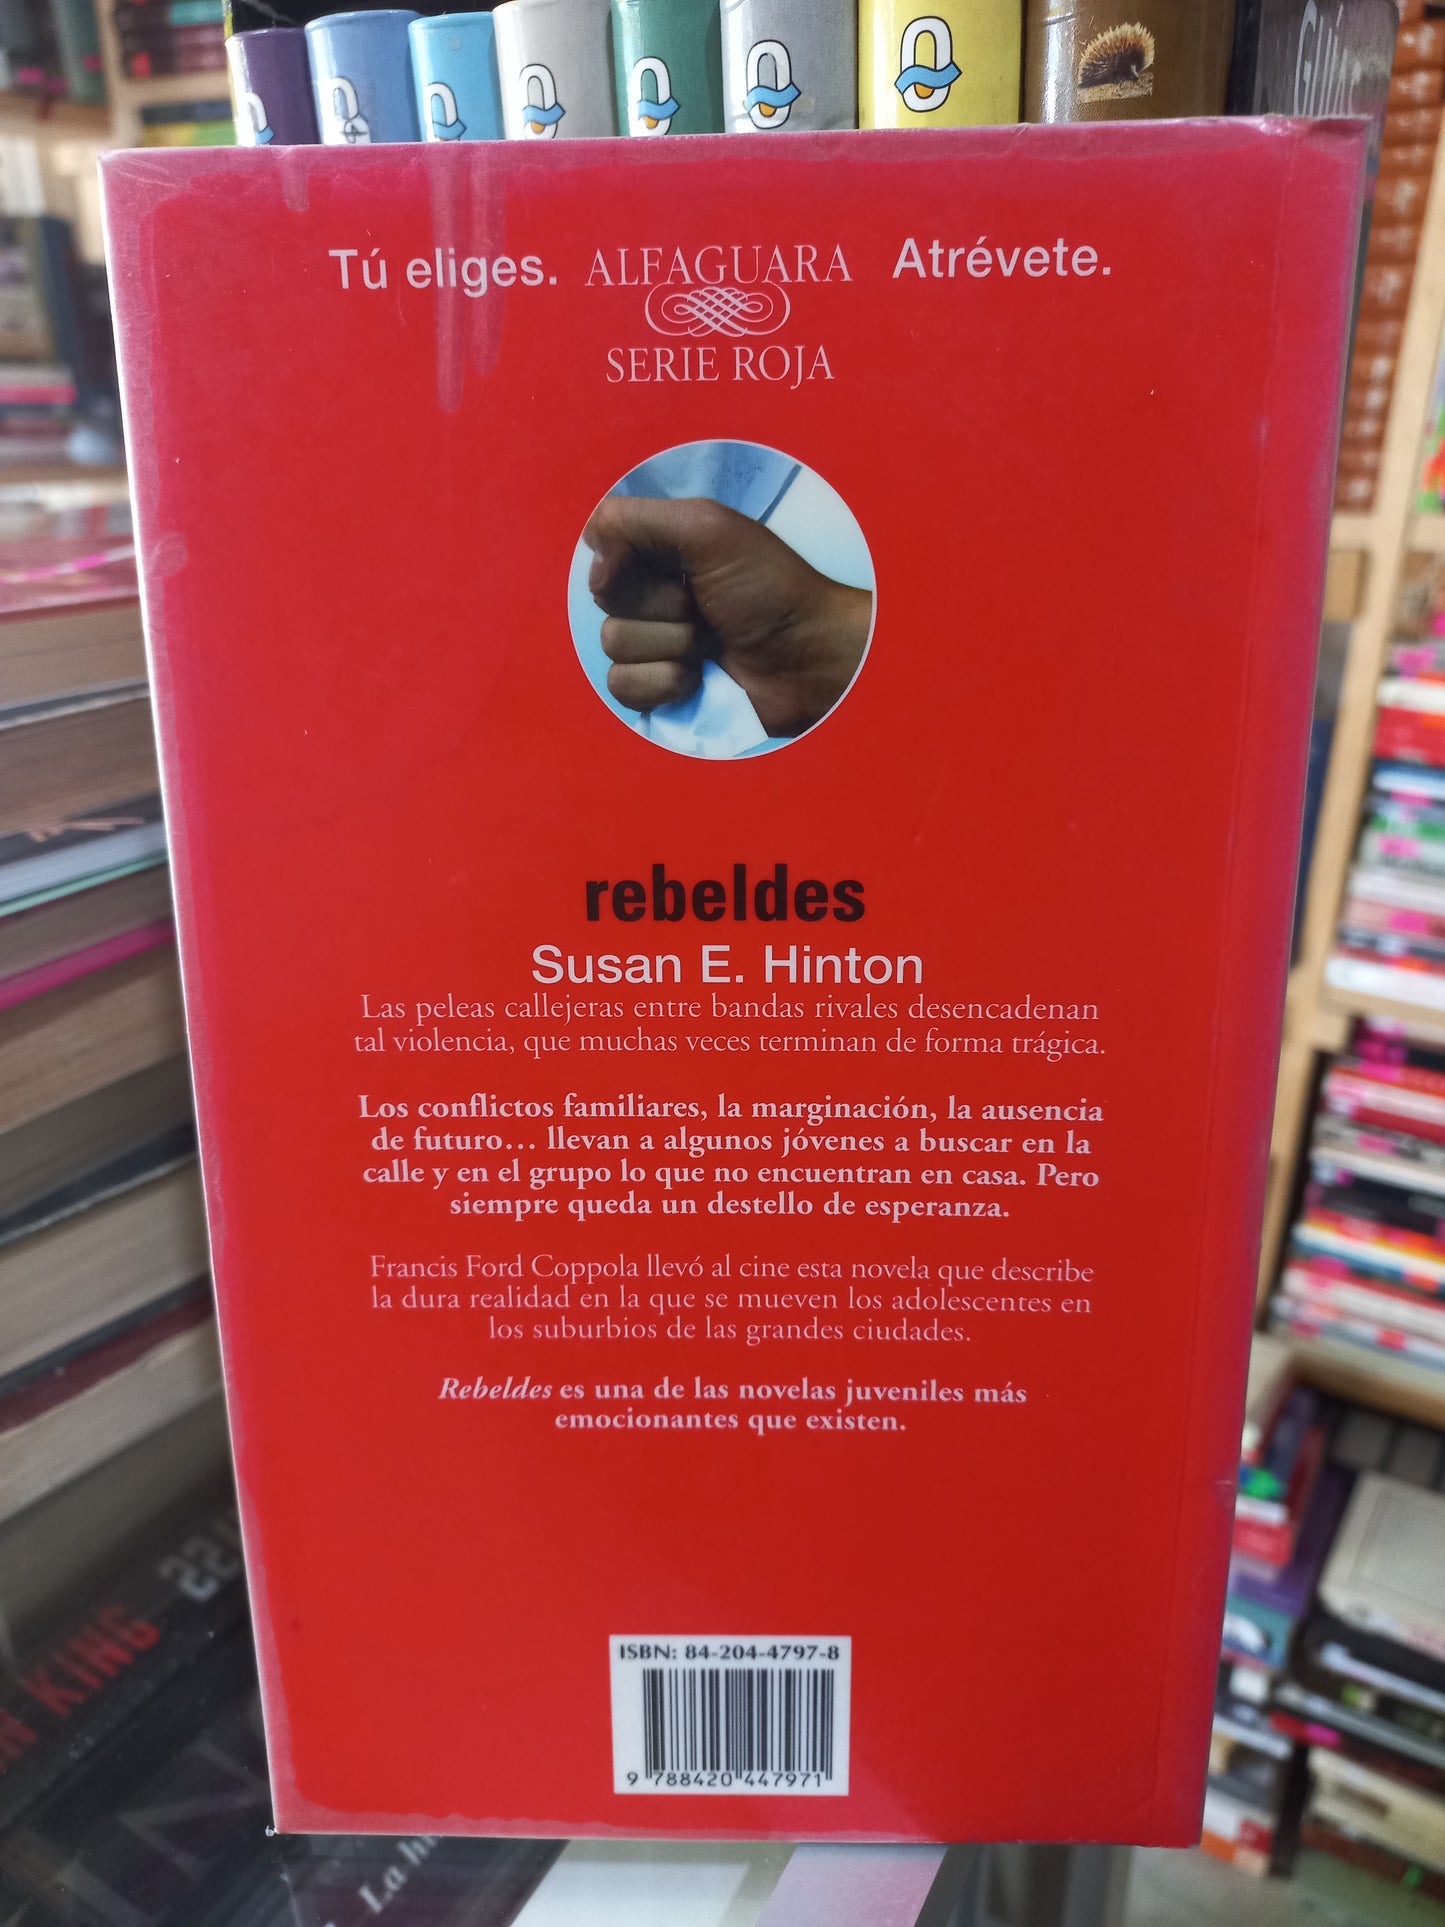 Tú eliges. ALFAGUARA Atrévete.
SERIE ROJA
rebeldes
Susan E. Hinton
Las peleas callejeras entre bandas rivales desencadenan
tal violencia, que muchas veces terminan de forma trágica.
Los conflictos familiares, la marginación, la ausencia
de futuro… llevan a algunos jóvenes a buscar en la
calle y en el grupo lo que no encuentran en casa. Pero
siempre queda un destello de esperanza.
Francis Ford Coppola llevó al cine esta novela que describe
la dura realidad en la que se mueven los adolescentes en
los suburbios de las grandes ciudades.
Rebeldes es una de las novelas juveniles más
emocionantes que existen.
ISBN: 84-204-4797-8
9 788420 447971
KING